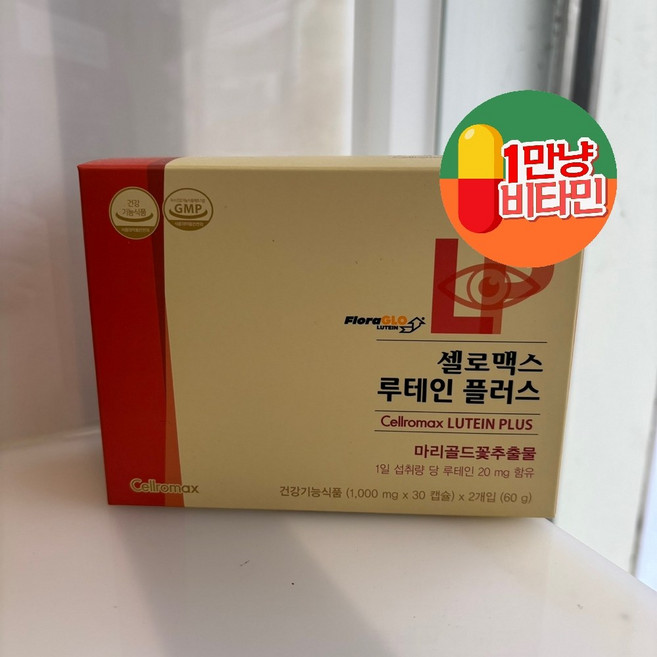 1만냥
비타민
건강
기능식품
GMP
LP
FloraGLO
LUTEIN
셀로맥스
루테인 플러스
Cellromax LUTEIN PLUS
마리골드꽃추출물
1일 섭취량 당 루테인 20 mg 함유
Cellromax
건강기능식품 (1,000 mg x 30 캡슐) x 2개입 (60 g)